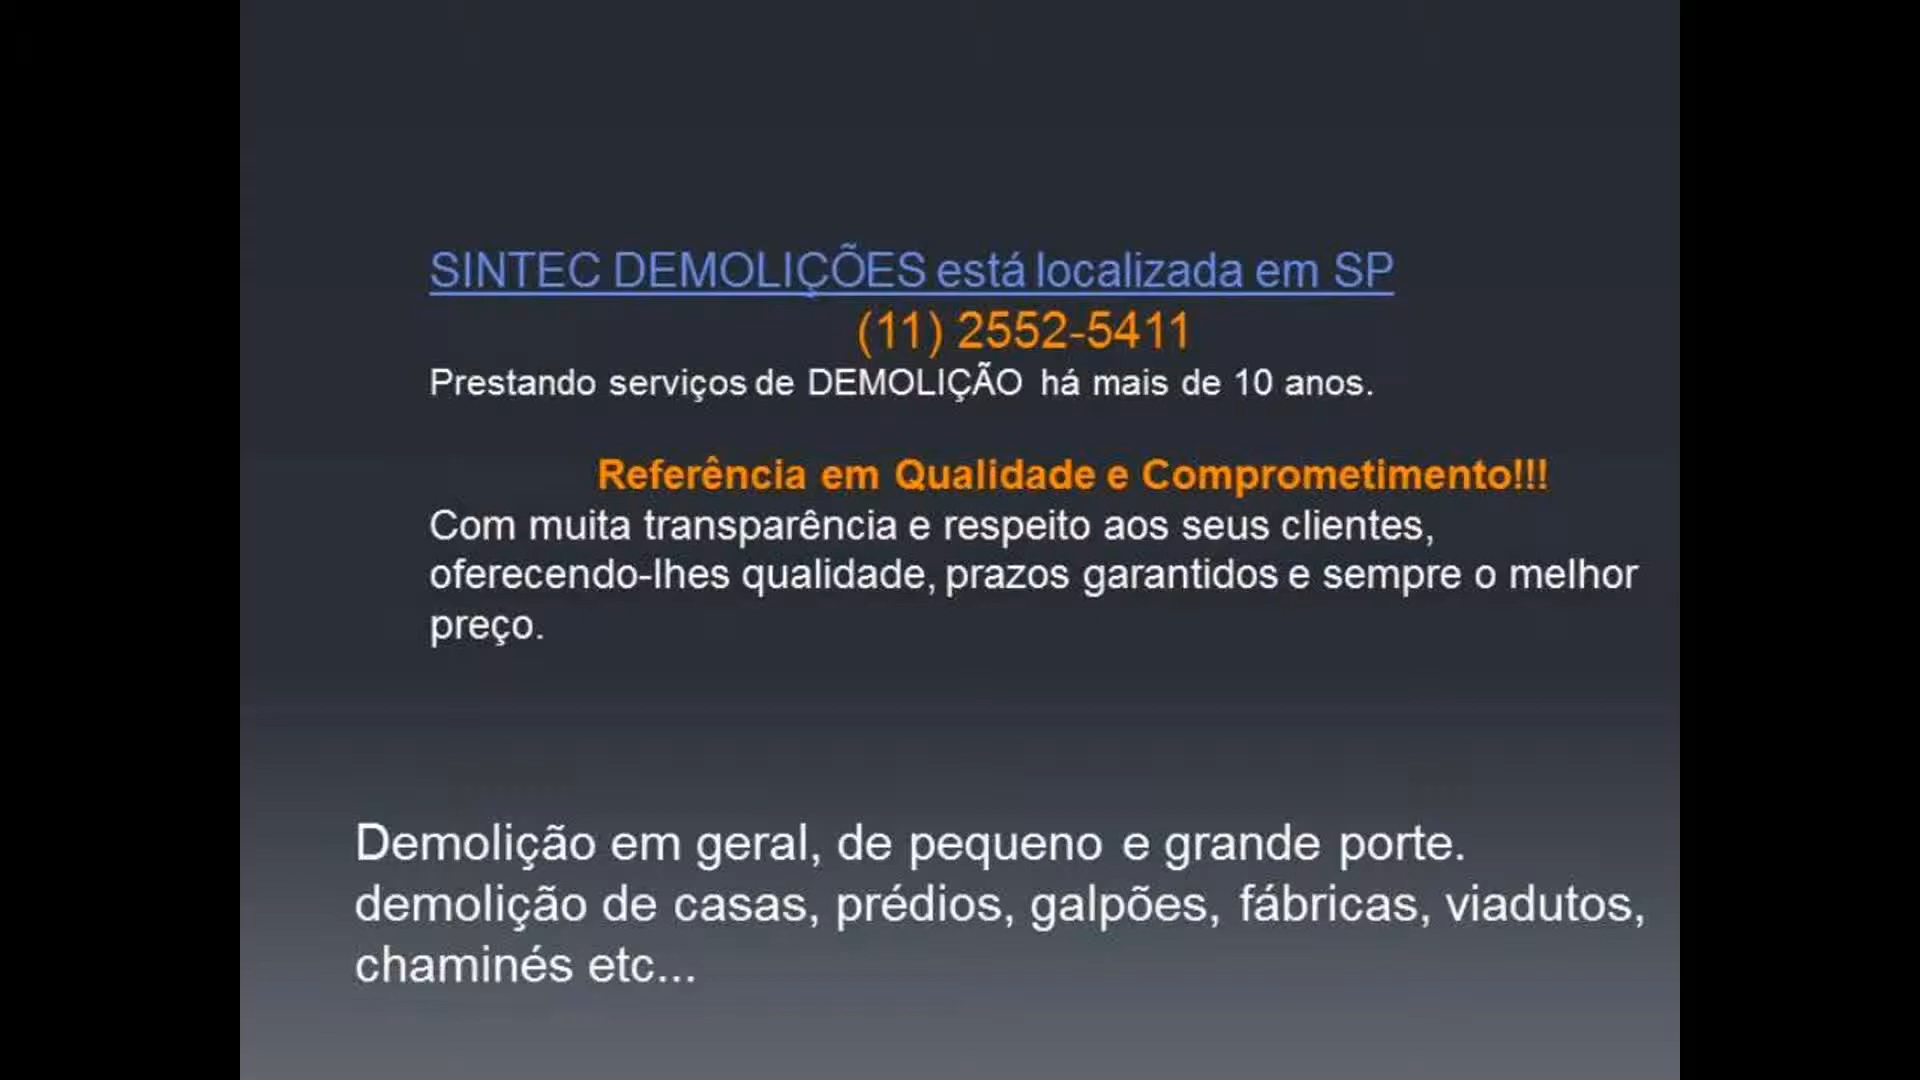 SINTEC DEMOLIÇÕES está localizada em SP
(11) 2552-5411
Prestando serviços de DEMOLIÇÃO há mais de 10 anos.
Referência em Qualidade e Comprometimento!!!
Com muita transparência e respeito aos seus clientes,
oferecendo-lhes qualidade, prazos garantidos e sempre o melhor
preço.
Demolição em geral, de pequeno e grande porte.
demolição de casas, prédios, galpões, fábricas, viadutos,
chaminés etc...